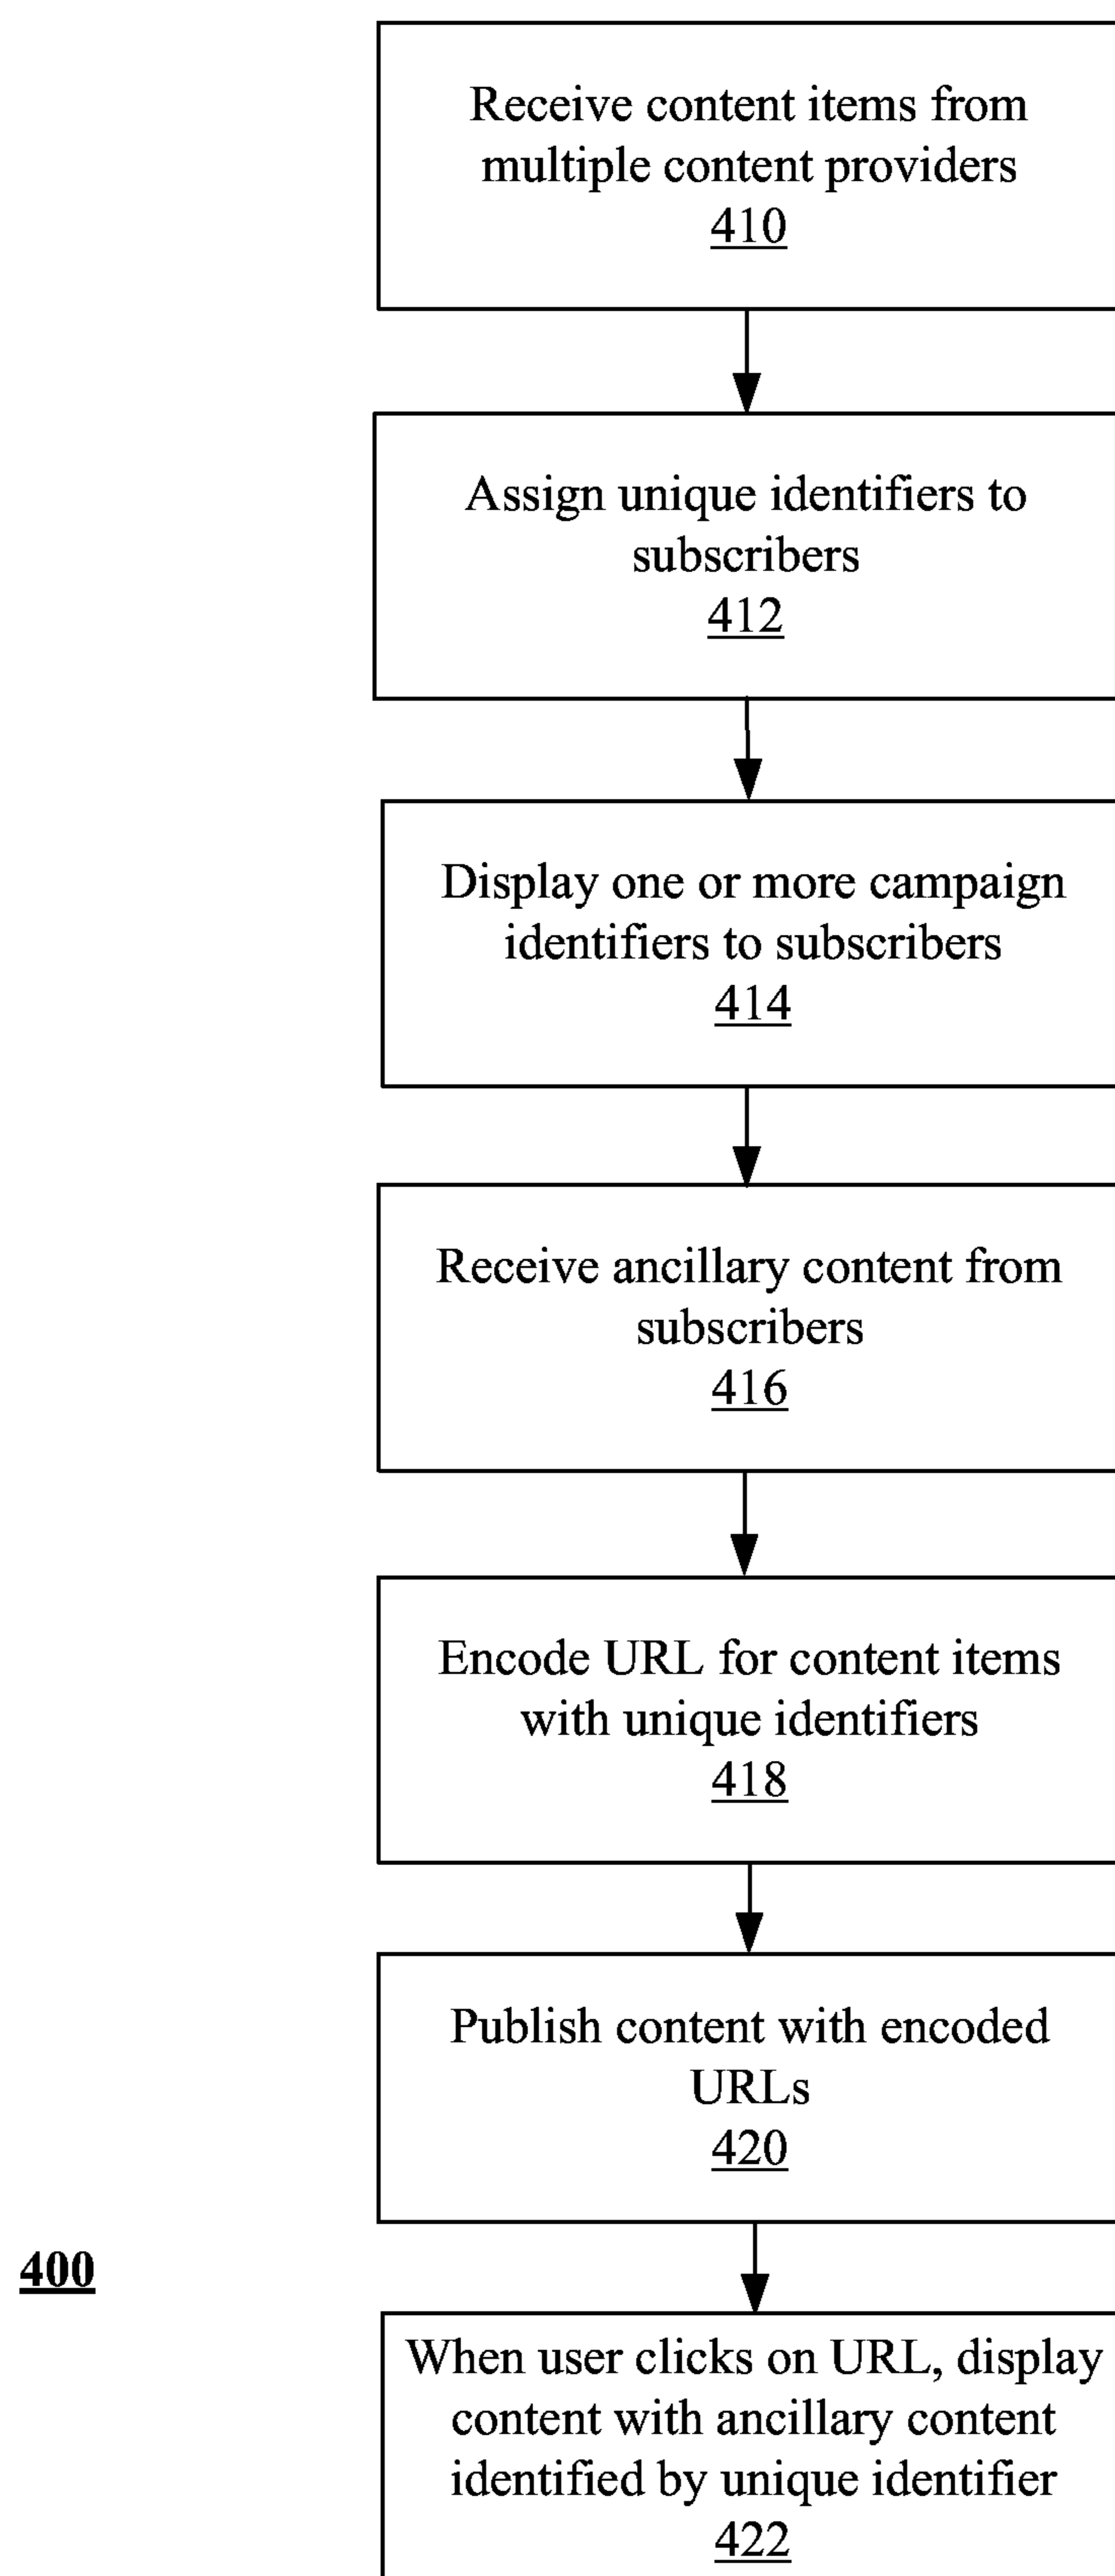 Receive content items from
multiple content providers
410
Assign unique identifiers to
subscribers
412
Display one or more campaign
identifiers to subscribers
414
Receive ancillary content from
subscribers
416
Encode URL for content items
with unique identifiers
418
Publish content with encoded
URLs
420
400
When user clicks on URL, display
content with ancillary content
identified by unique identifier
422